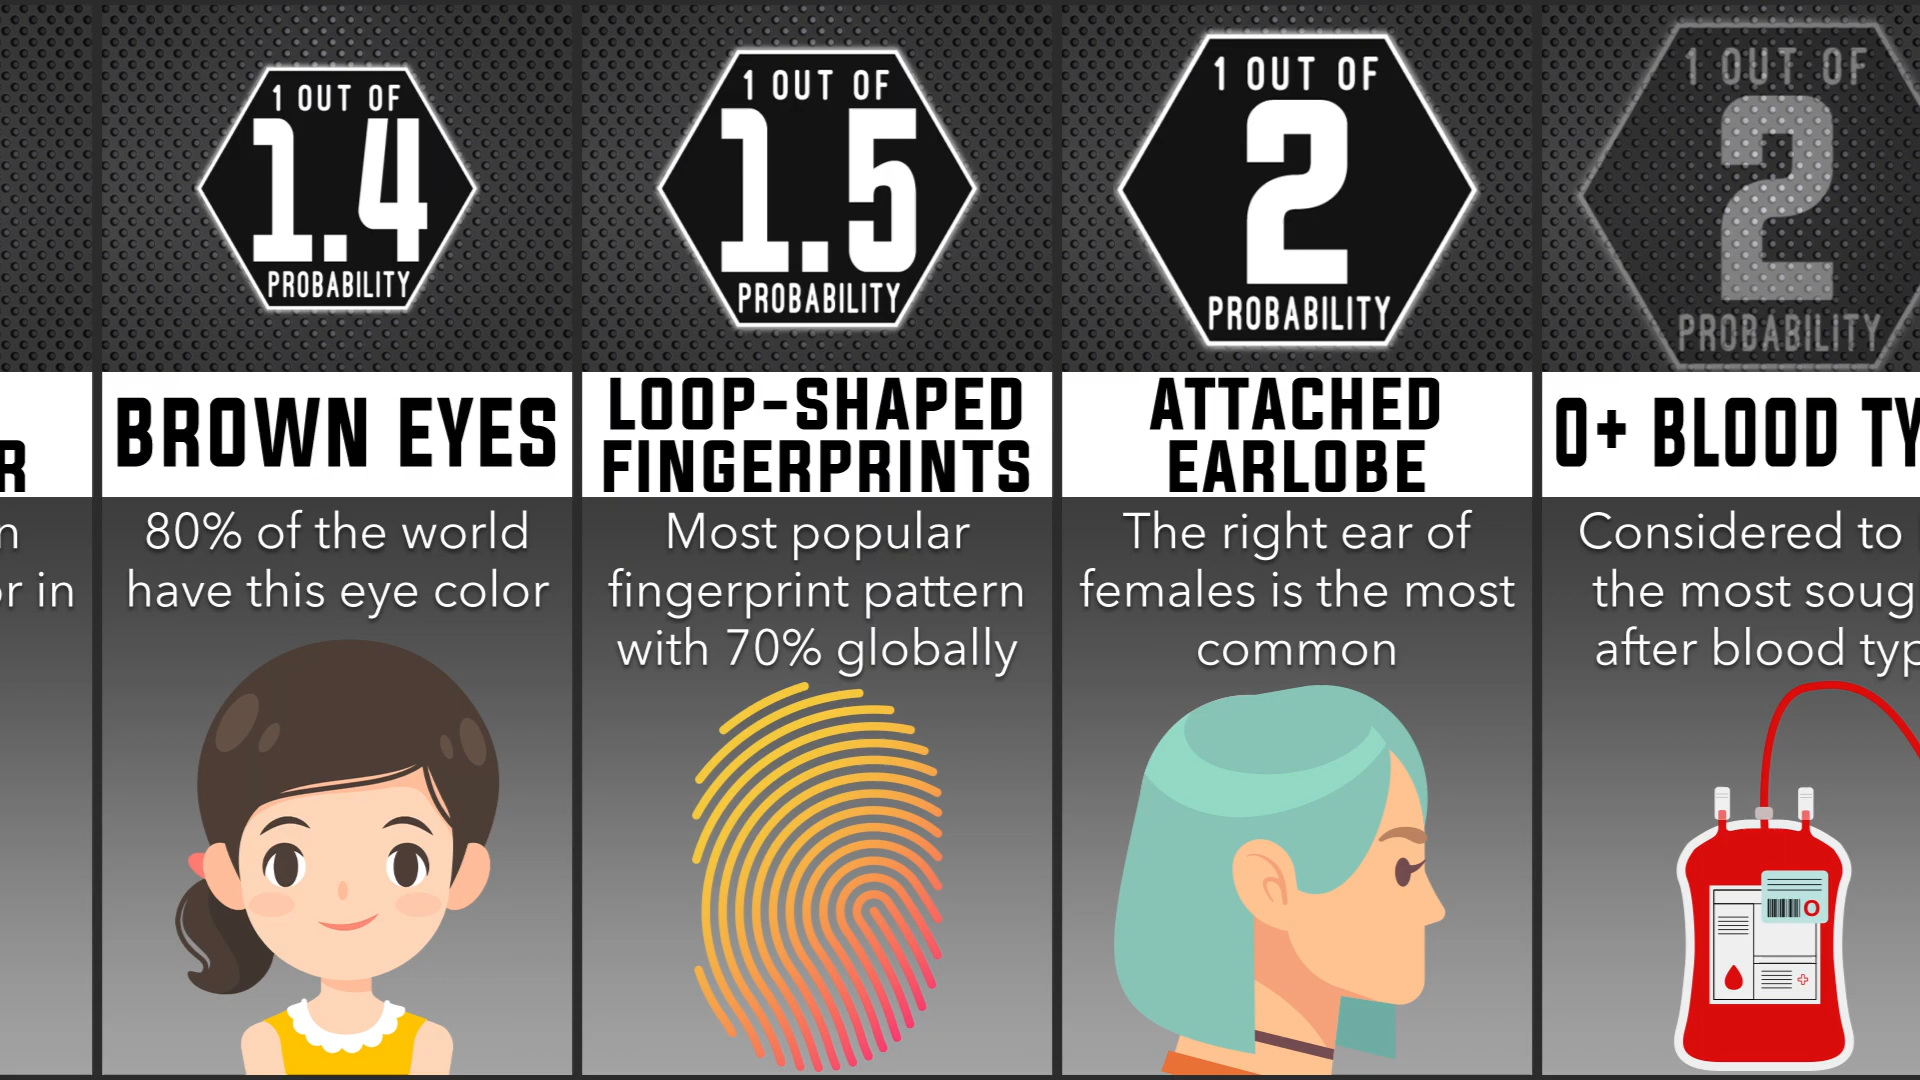 R
n
or in
1 OUT OF
1.4
PROBABILITY
BROWN EYES
80% of the world
have this eye color
1 OUT OF
1.5
PROBABILITY
LOOP-SHAPED
FINGERPRINTS
Most popular
fingerprint pattern
with 70% globally
1 OUT OF
2
PROBABILITY
ATTACHED
EARLOBE
The right ear of
females is the most
common
1 OUT OF
2
PROBABILITY
O+ BLOOD TY
Considered to
the most soug
after blood typ
O